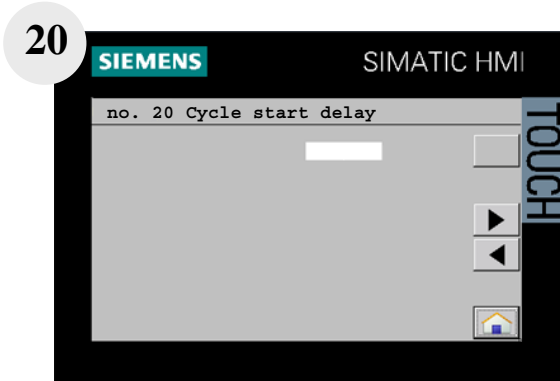 20
SIEMENS
SIMATIC HMI
no. 20 Cycle start delay
TOUCH